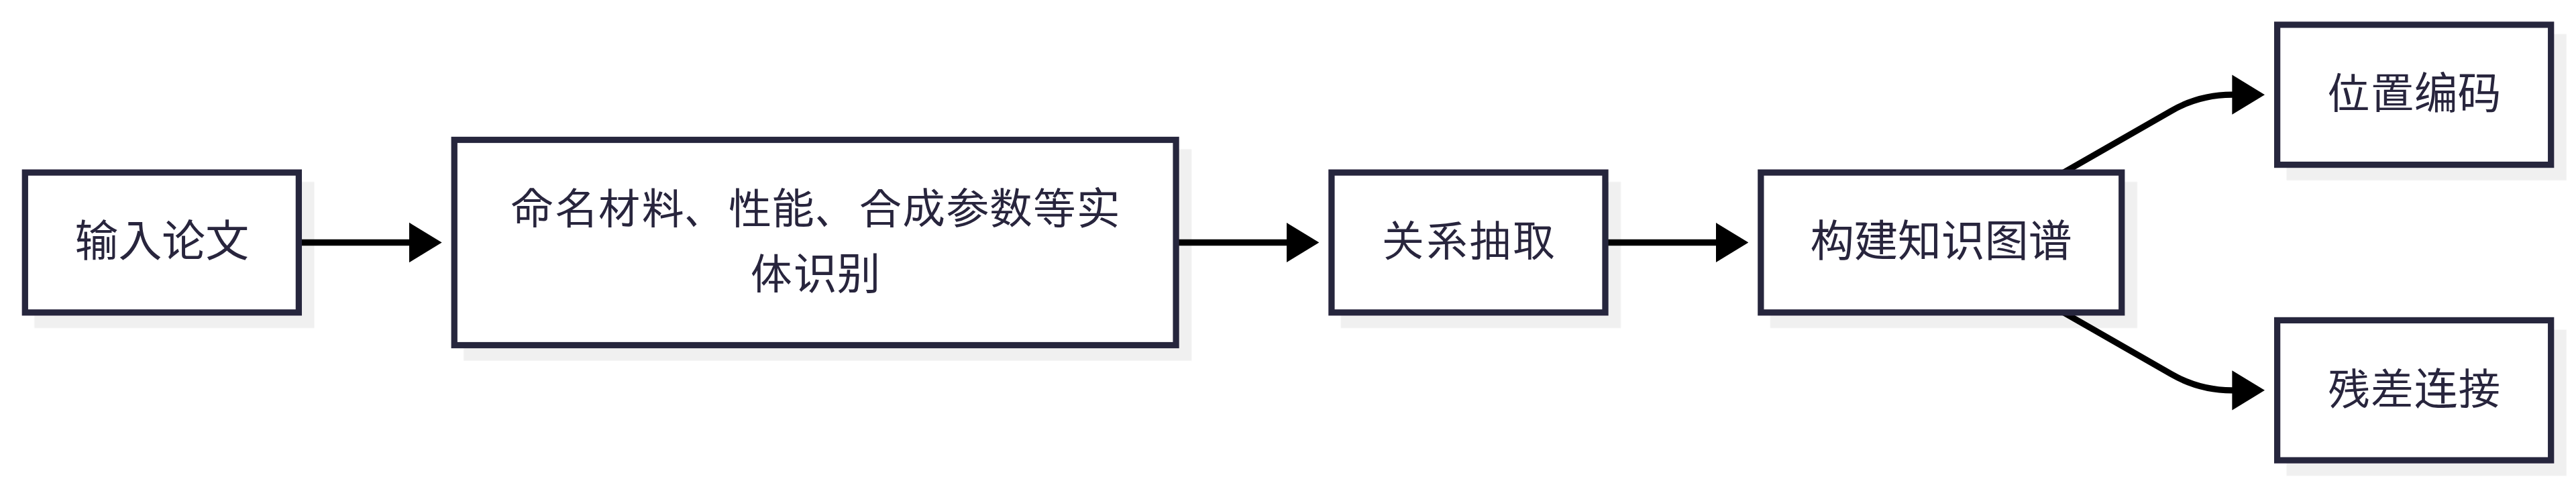 输入论文
命名材料、性能、合成参数等实
体识别
关系抽取
构建知识图谱
位置编码
残差连接